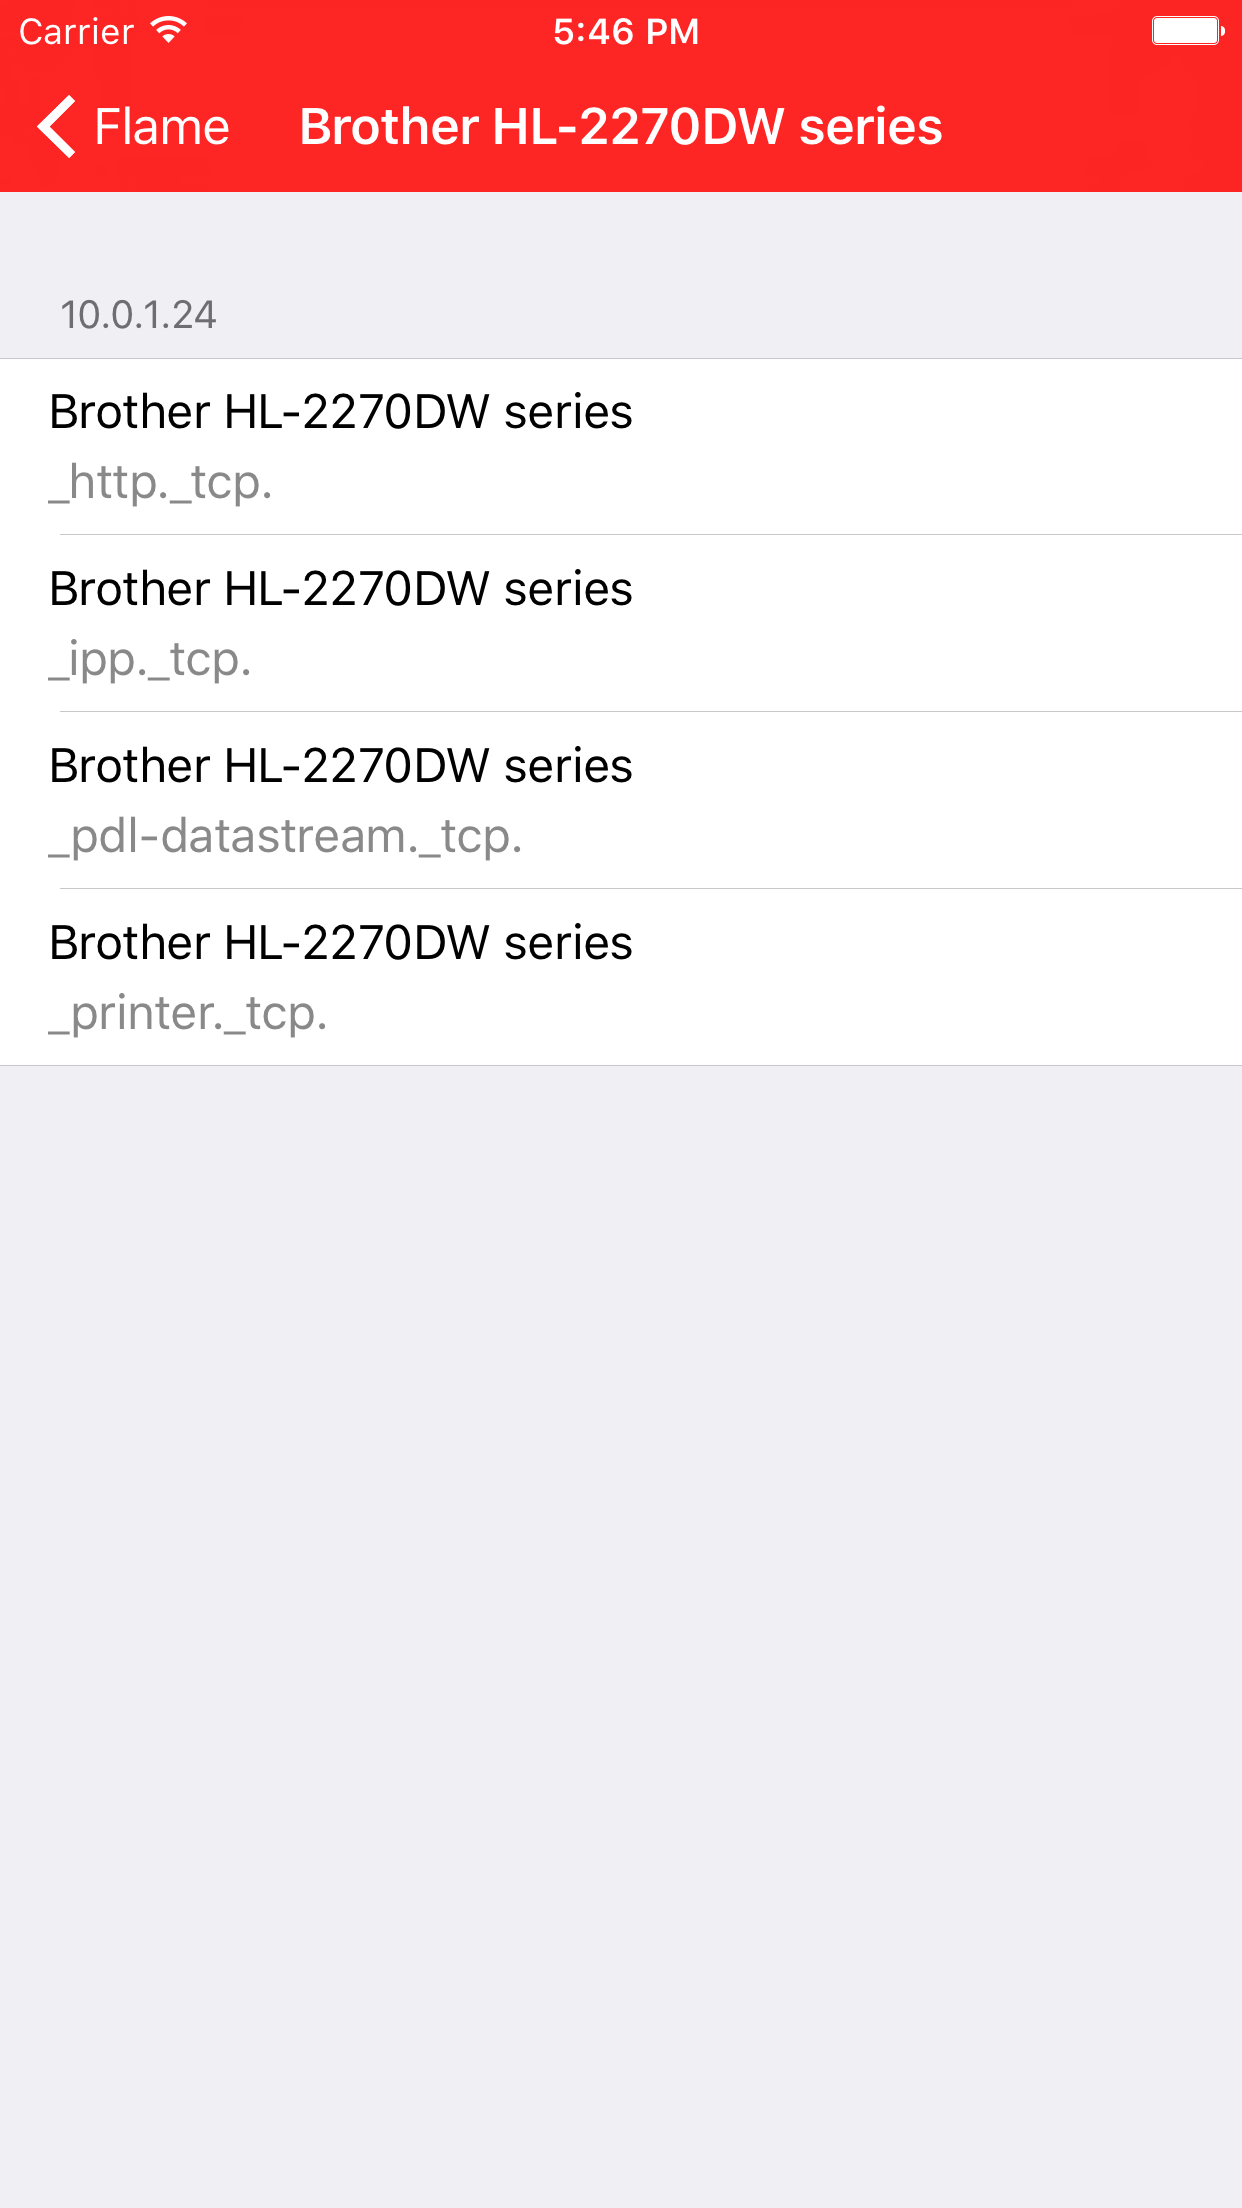 Carrier 5:46 PM
Flame Brother HL-2270DW series
10.0.1.24
Brother HL-2270DW series
_http._tcp.
Brother HL-2270DW series
_ipp._tcp.
Brother HL-2270DW series
_pdl-datastream._tcp.
Brother HL-2270DW series
_printer._tcp.